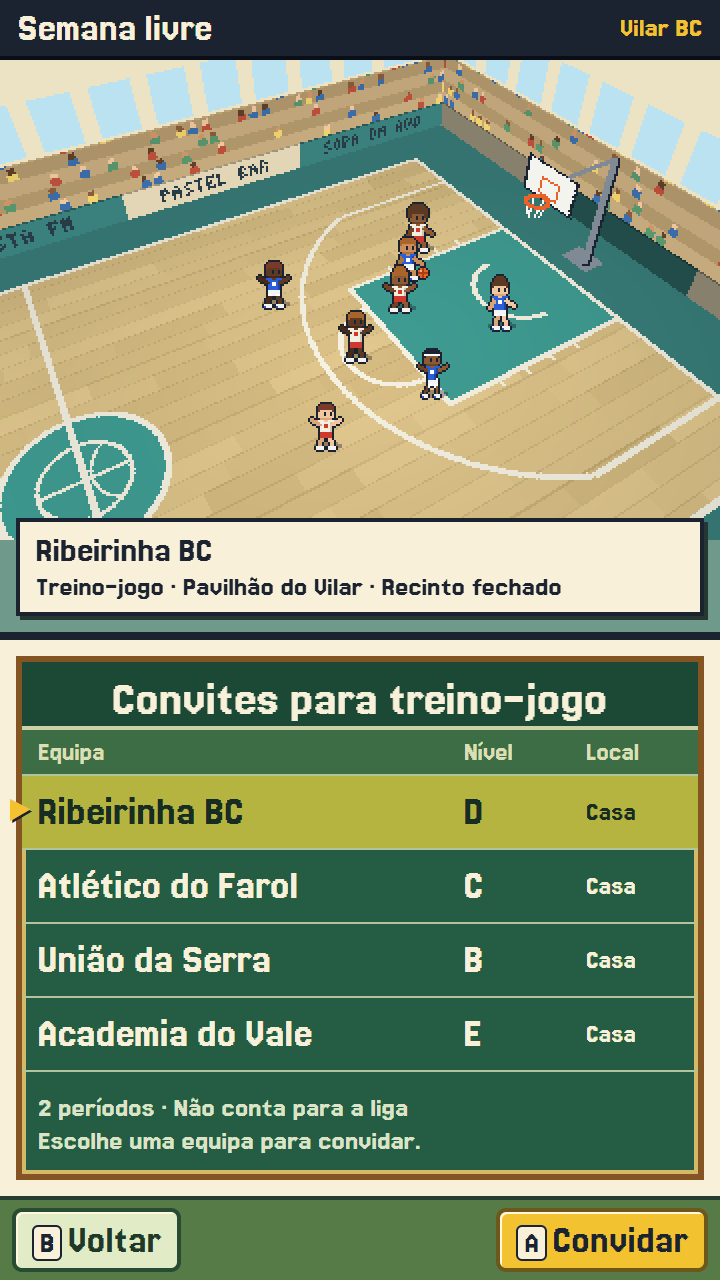 Semana livre
Vilar BC
SOPA DA AVO
PASTEL BAR
Ribeirinha BC
Treino-jogo · Pavilhão do Vilar · Recinto fechado
Convites para treino-jogo
Equipa Nível Local
Ribeirinha BC D Casa
Atlético do Farol C Casa
União da Serra B Casa
Academia do Vale E Casa
2 períodos · Não conta para a liga
Escolhe uma equipa para convidar.
B Voltar
A Convidar